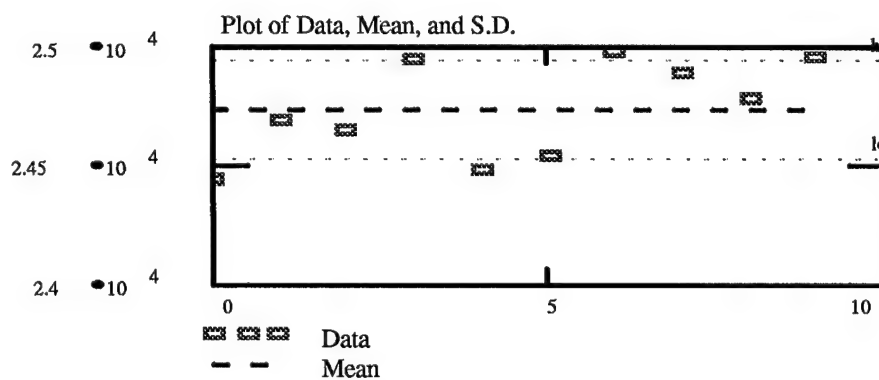 Plot of Data, Mean, and S.D.
2.5 •10 4
2.45 •10 4
2.4 •10 4
0 5 10
Data
Mean